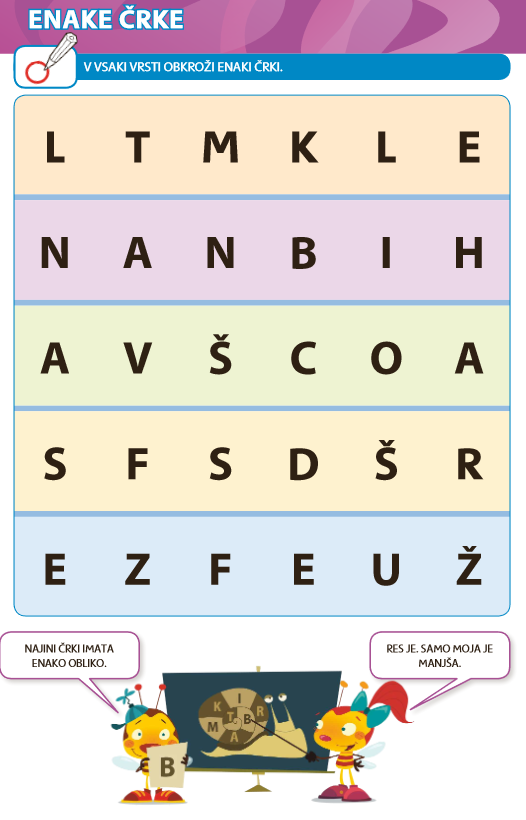 ENAKE ČRKE
V VSAKI VRSTI OBKROŽI ENAKI ČRKI.
L T M K L E
N A N B I H
A V Š C O A
S F S D Š R
E Z F E U Ž
NAJINI ČRKI IMATA
ENAKO OBLIKO.
RES JE. SAMO MOJA JE
MANJŠA.
I
K R
T B
M A
B